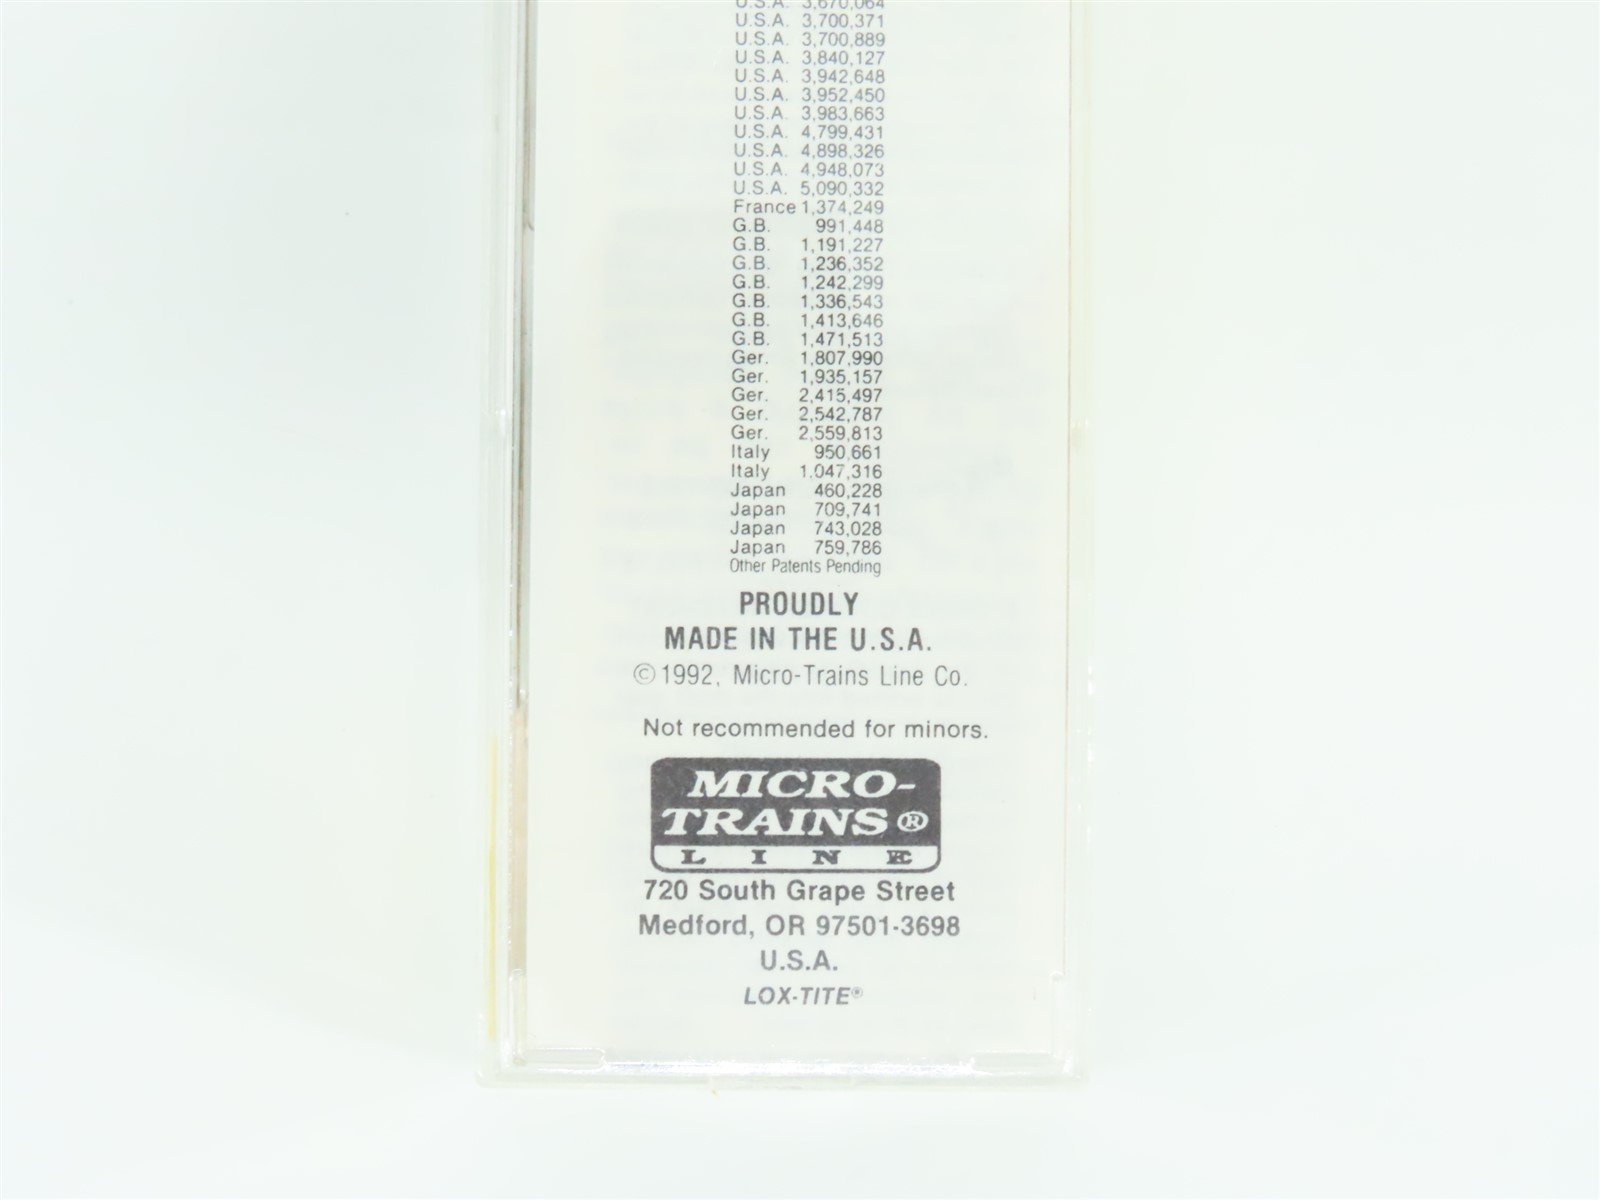 U.S.A. 3,670,064
U.S.A. 3,700,371
U.S.A. 3,700,889
U.S.A. 3,840,127
U.S.A. 3,942,648
U.S.A. 3,952,450
U.S.A. 3,983,663
U.S.A. 4,799,431
U.S.A. 4,898,326
U.S.A. 4,948,073
U.S.A. 5,090,332
France 1,374,249
G.B. 991,448
G.B. 1,191,227
G.B. 1,236,352
G.B. 1,242,299
G.B. 1,336,543
G.B. 1,413,646
G.B. 1,471,513
Ger. 1,807,990
Ger. 1,935,157
Ger. 2,415,497
Ger. 2,542,787
Ger. 2,559,813
Italy 950,661
Italy 1.047,316
Japan 460,228
Japan 709,741
Japan 743,028
Japan 759,786
Other Patents Pending
PROUDLY
MADE IN THE U.S.A.
©1992, Micro-Trains Line Co.
Not recommended for minors.
MICRO-
TRAINS®
LINE
720 South Grape Street
Medford, OR 97501-3698
U.S.A.
LOX-TITE®